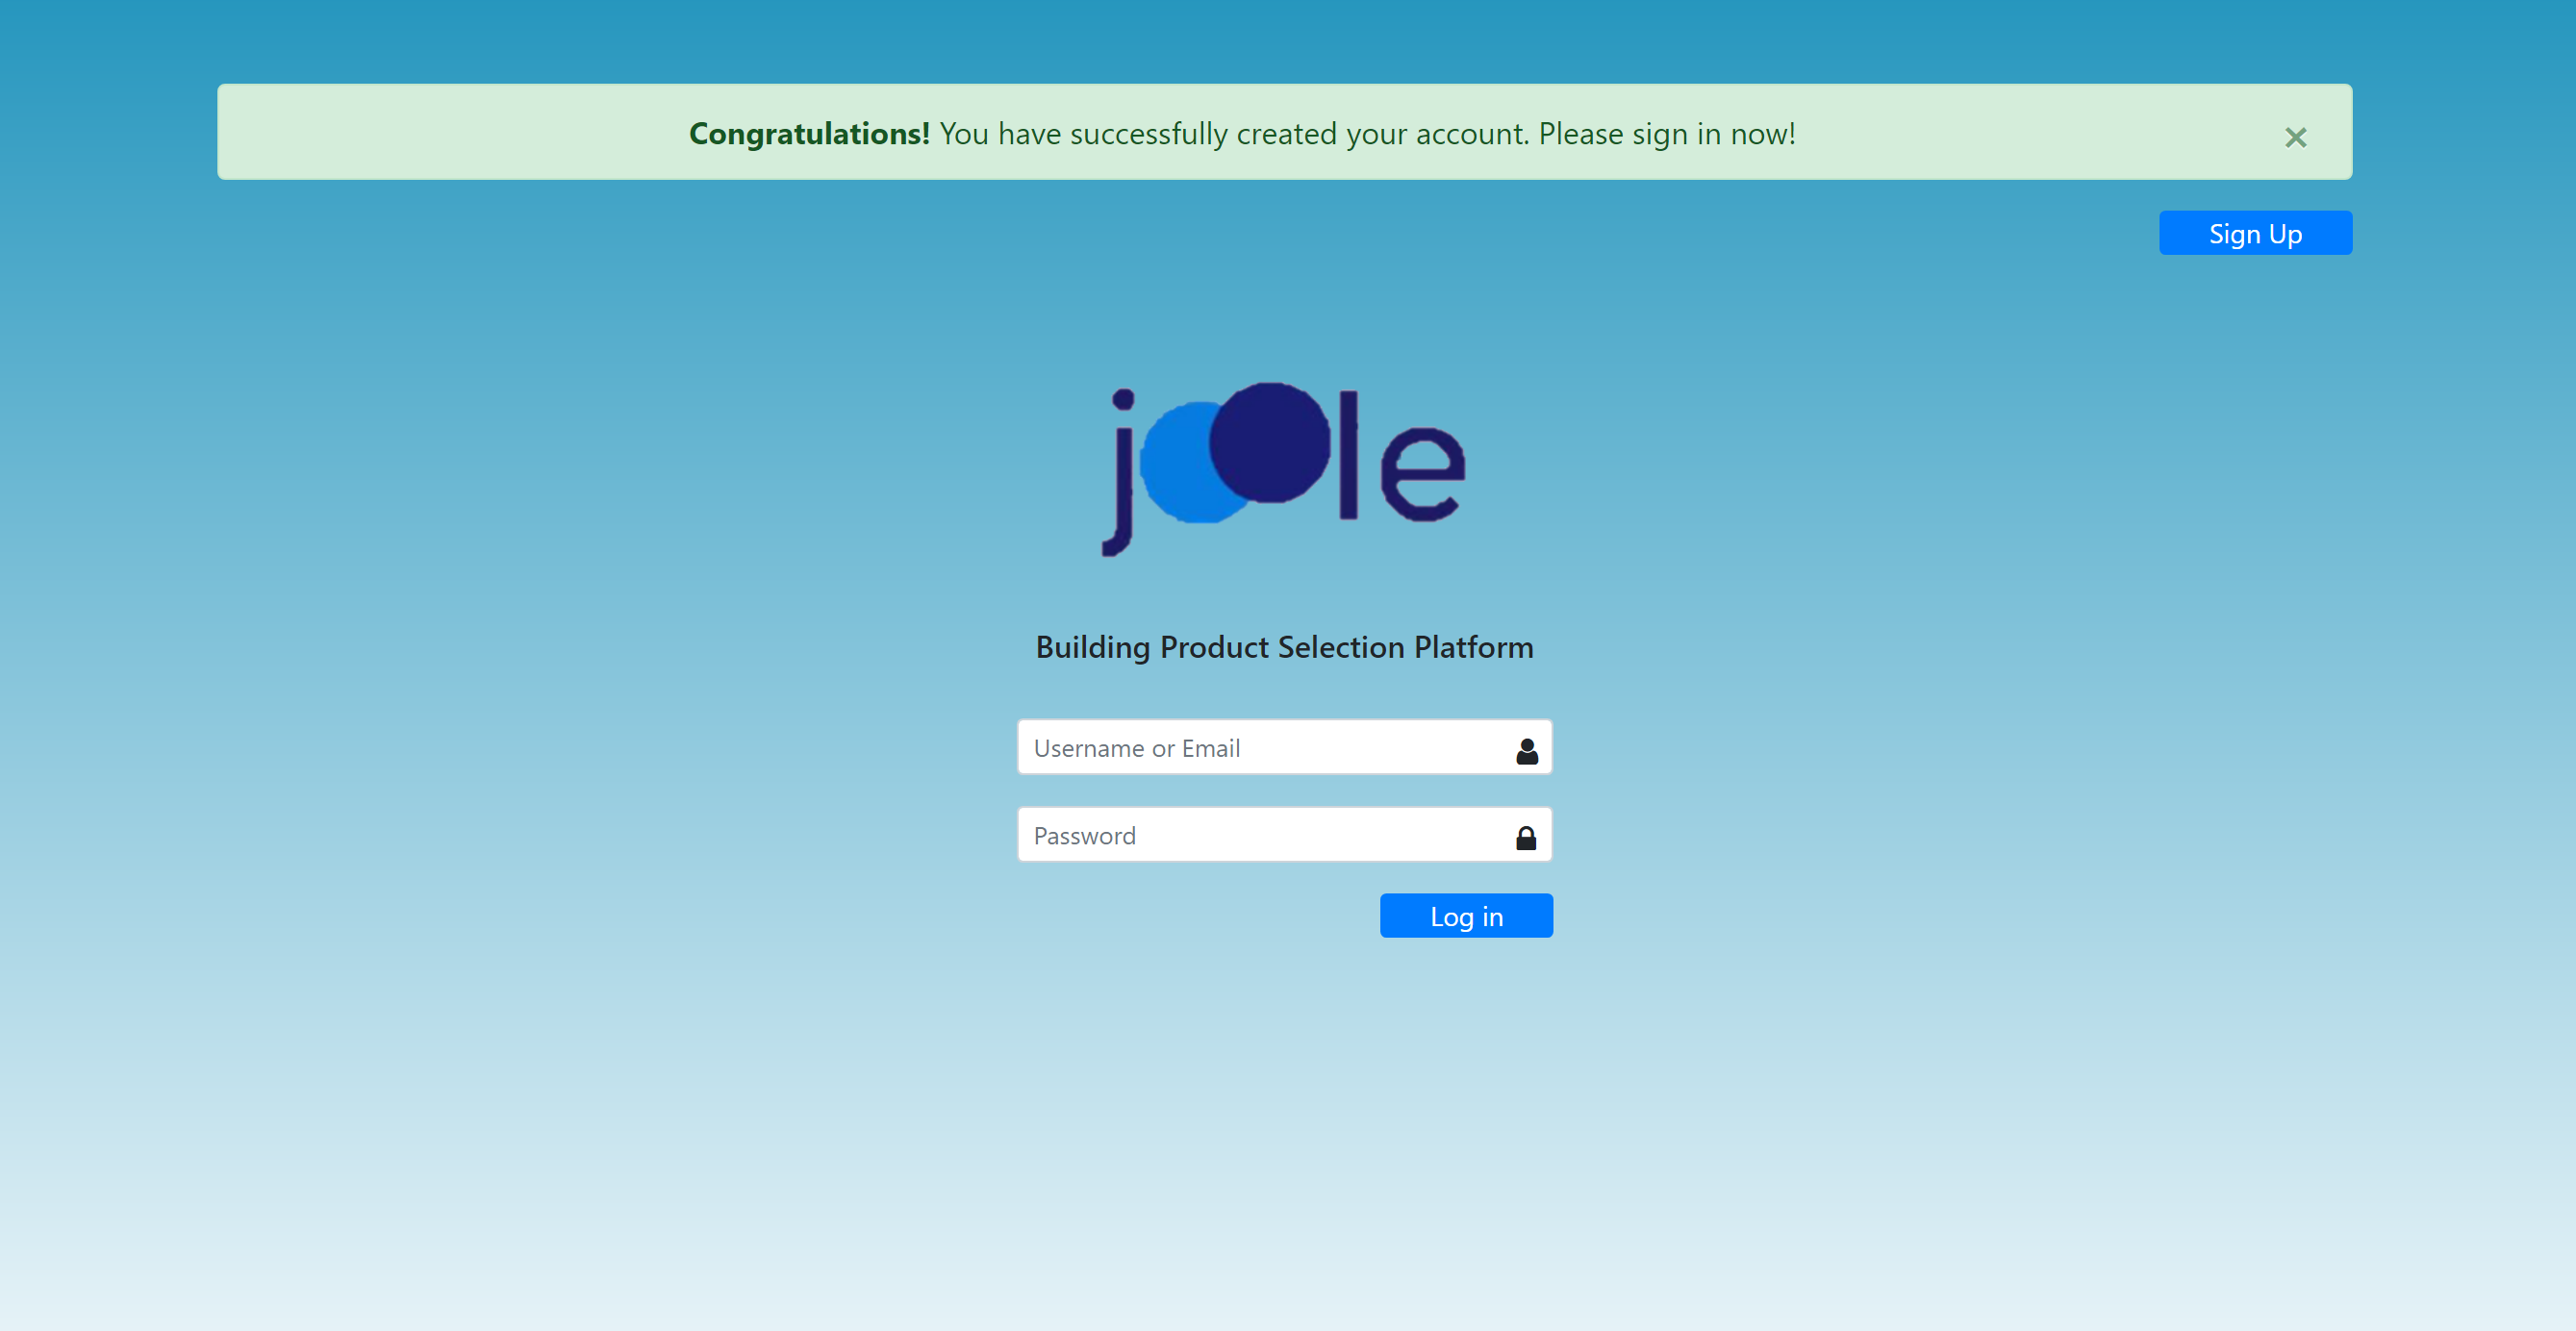 Congratulations! You have successfully created your account. Please sign in now!
×
Sign Up
joole
Building Product Selection Platform
Username or Email
Password
Log in